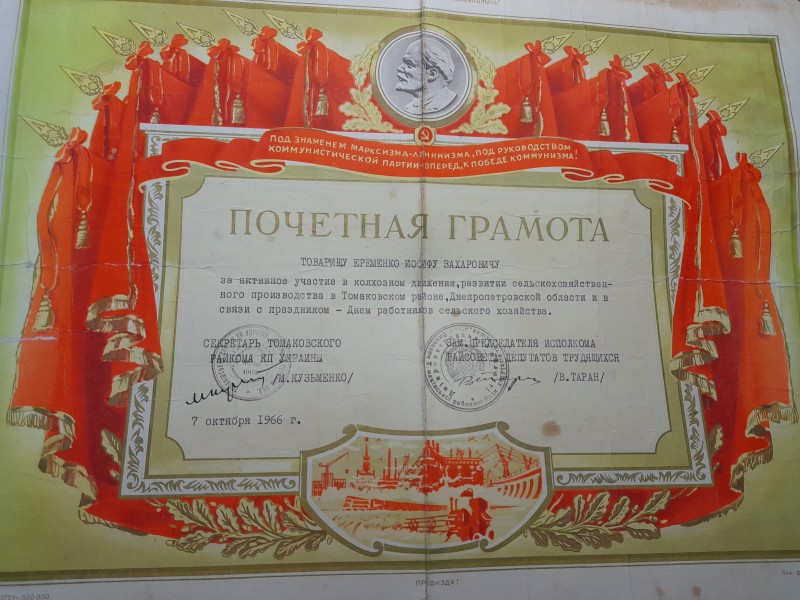 ПОД ЗНАМЕНЕМ МАРКСИЗМА-ЛЕНИНИЗМА, ПОД РУКОВОДСТВОМ
КОММУНИСТИЧЕСКОЙ ПАРТИИ-ВПЕРЕД, К ПОБЕДЕ КОММУНИЗМА!
ПОЧЕТНАЯ ГРАМОТА
ТОВАРИЩУ ЕРЕМЕНКО ИОСИФУ ЗАХАРОВИЧУ
за активное участие в колхозном движении, развитии сельскохозяйствен-
ного производства в Томаковском районе, Днепропетровской области и в
связи с праздником - Днем работников сельского хозяйства.
СЕКРЕТАРЬ ТОМАКОВСКОГО
РАЙКОМА КП УКРАИНЫ
/М.КУЗЬМЕНКО/
ЗАМ.ПРЕДСЕДАТЕЛЯ ИСПОЛКОМА
РАЙСОВЕТА ДЕПУТАТОВ ТРУДЯЩИХСЯ
/В.ТАРАН/
7 октября 1966 г.